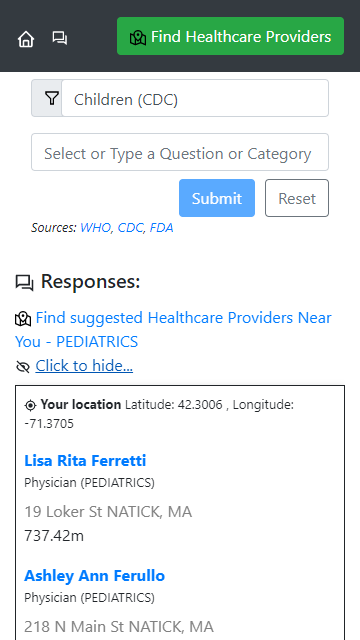 Find Healthcare Providers
Children (CDC)
Select or Type a Question or Category
Submit
Reset
Sources: WHO, CDC, FDA
Responses:
Find suggested Healthcare Providers Near
You - PEDIATRICS
Click to hide...
Your location Latitude: 42.3006 , Longitude:
-71.3705
Lisa Rita Ferretti
Physician (PEDIATRICS)
19 Loker St NATICK, MA
737.42m
Ashley Ann Ferullo
Physician (PEDIATRICS)
218 N Main St NATICK, MA